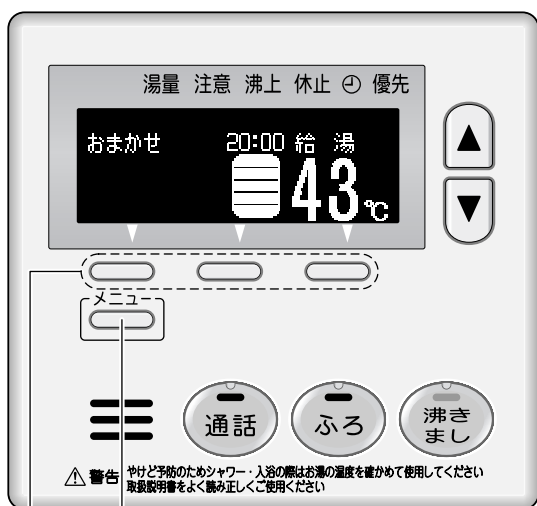 湯量 注意 沸上 休止 優先
おまかせ 20:00 給 湯
43℃
メニュー
通話 ふろ 沸き
まし
警告 やけど予防のためシャワー・入浴の際はお湯の温度を確かめて使用してください
取扱説明書をよく読み正しくご使用ください